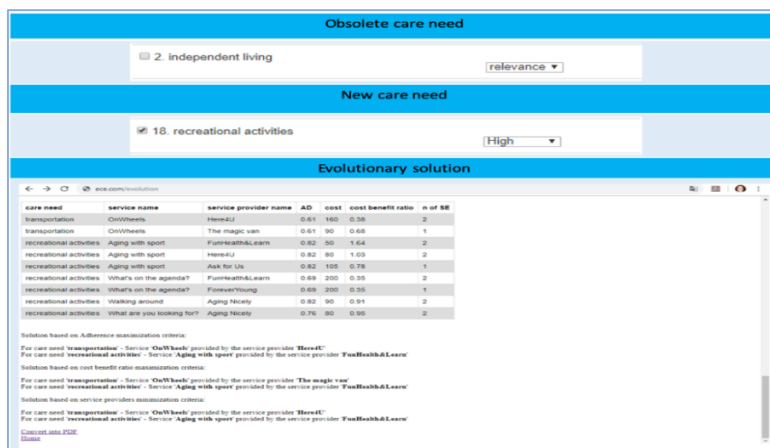 Obsolete care need
2. independent living
relevance ▼
New care need
18. recreational activities
High ▼
Evolutionary solution
eca.com/evolution
care need service name service provider name AD cost cost benefit ratio n of SE
transportation OnWheels Here4U 0.61 160 0.38 2
transportation OnWheels The magic van 0.61 90 0.68 1
recreational activities Aging with sport FunHealth&Learn 0.82 50 1.64 2
recreational activities Aging with sport Here4U 0.82 80 1.03 2
recreational activities Aging with sport Ask for Us 0.82 105 0.78 1
recreational activities What's on the agenda? FunHealth&Learn 0.69 200 0.35 2
recreational activities What's on the agenda? ForeverYoung 0.69 200 0.35 1
recreational activities Walking around Aging Nicely 0.82 90 0.91 2
recreational activities What are you looking for? Aging Nicely 0.76 80 0.95 2
Solution based on Adherence maximization criteria:
For care need 'transportation' - Service 'OnWheels' provided by the service provider 'Here4U'
For care need 'recreational activities' - Service 'Aging with sport' provided by the service provider 'FunHealth&Learn'
Solution based on cost benefit ratio maximization criteria:
For care need 'transportation' - Service 'OnWheels' provided by the service provider 'The magic van'
For care need 'recreational activities' - Service 'Aging with sport' provided by the service provider 'FunHealth&Learn'
Solution based on service providers minimization criteria:
For care need 'transportation' - Service 'OnWheels' provided by the service provider 'Here4U'
For care need 'recreational activities' - Service 'Aging with sport' provided by the service provider 'FunHealth&Learn'
Convert into PDF
Home